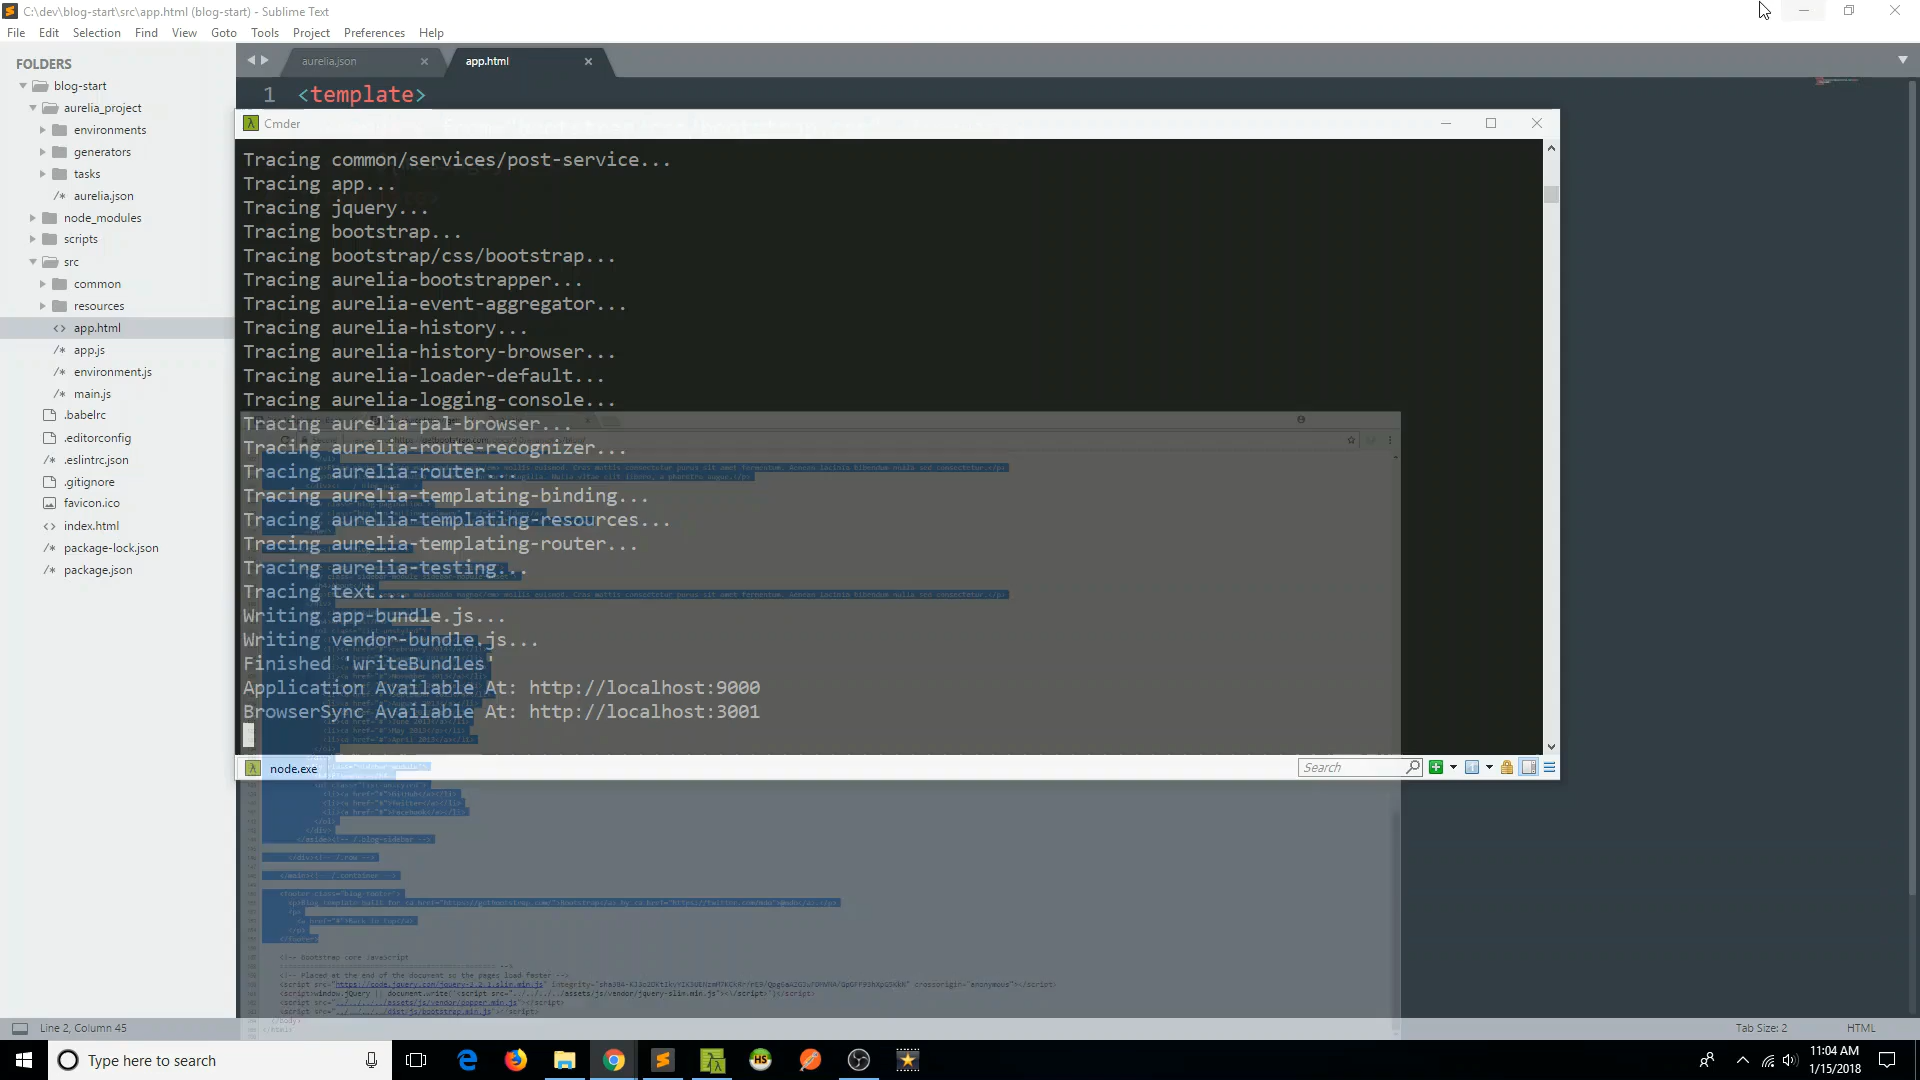 C:\dev\blog-start\src\app.html (blog-start) - Sublime Text
File Edit Selection Find View Goto Tools Project Preferences Help
FOLDERS
blog-start
aurelia_project
environments
generators
tasks
aurelia.json
node_modules
scripts
src
common
resources
app.html
app.js
environment.js
main.js
.babelrc
.editorconfig
.eslintrc.json
.gitignore
favicon.ico
index.html
package-lock.json
package.json
aurelia.json
app.html
1 <template>
Cmder
Tracing common/services/post-service...
Tracing app...
Tracing jquery...
Tracing bootstrap...
Tracing bootstrap/css/bootstrap...
Tracing aurelia-bootstrapper...
Tracing aurelia-event-aggregator...
Tracing aurelia-history...
Tracing aurelia-history-browser...
Tracing aurelia-loader-default...
Tracing aurelia-logging-console...
Tracing aurelia-pal-browser...
Tracing aurelia-route-recognizer...
Tracing aurelia-router...
Tracing aurelia-templating-binding...
Tracing aurelia-templating-resources...
Tracing aurelia-templating-router...
Tracing aurelia-testing...
Tracing text...
Writing app-bundle.js...
Writing vendor-bundle.js...
Finished 'writeBundles'
Application Available At: http://localhost:9000
BrowserSync Available At: http://localhost:3001
node.exe
Search
Line 2, Column 45
Tab Size: 2
HTML
Type here to search
11:04 AM
1/15/2018